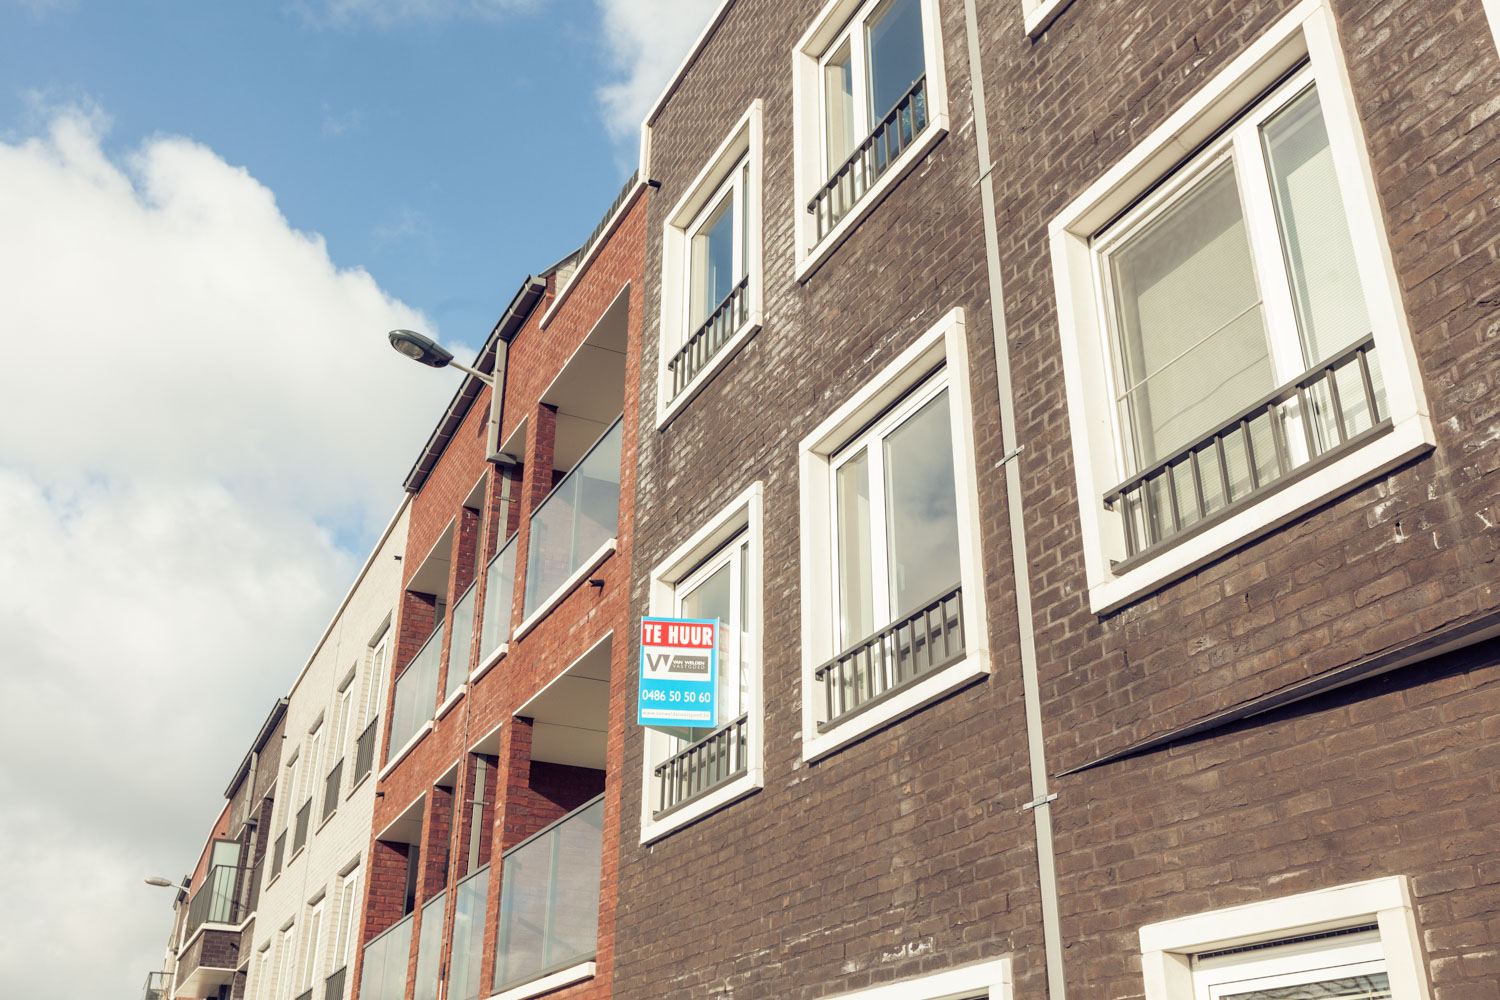 TE HUUR
VAN WELDEN
VASTGOED
0486 50 50 60